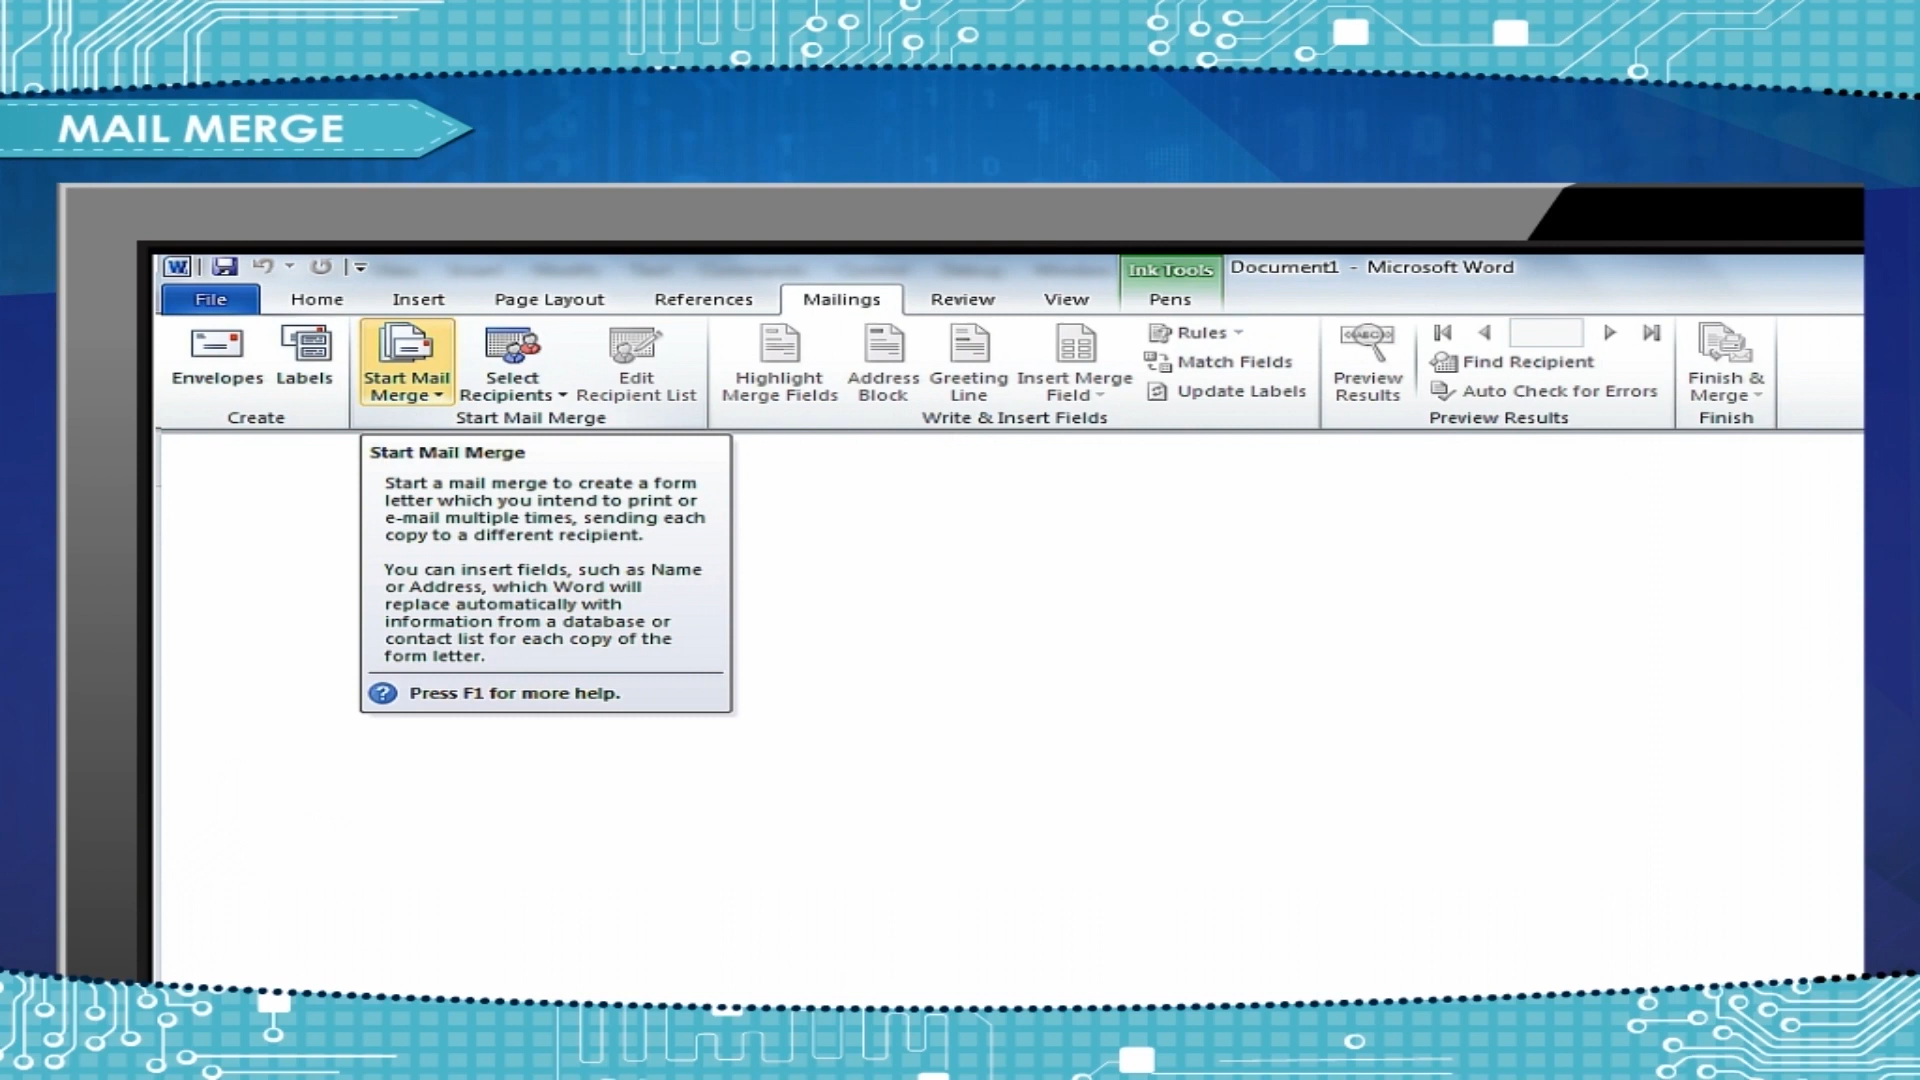 MAIL MERGE
Ink Tools
Document1 - Microsoft Word
File Home Insert Page Layout References Mailings Review View Pens
Envelopes
Labels
Create
Start Mail
Merge
Select
Recipients
Edit
Recipient List
Start Mail Merge
Highlight
Merge Fields
Address
Block
Greeting
Line
Insert Merge
Field
Rules
Match Fields
Update Labels
Write & Insert Fields
ABC
Preview
Results
Find Recipient
Auto Check for Errors
Preview Results
Finish &
Merge
Finish
Start Mail Merge
Start a mail merge to create a form
letter which you intend to print or
e-mail multiple times, sending each
copy to a different recipient.
You can insert fields, such as Name
or Address, which Word will
replace automatically with
information from a database or
contact list for each copy of the
form letter.
Press F1 for more help.